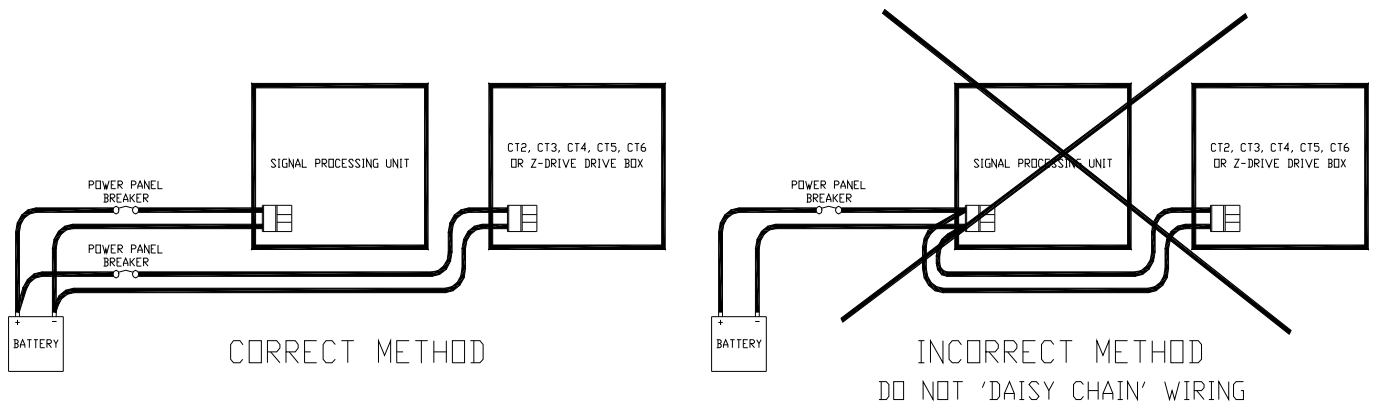 SIGNAL PROCESSING UNIT
CT2, CT3, CT4, CT5, CT6
OR Z-DRIVE DRIVE BOX
POWER PANEL
BREAKER
POWER PANEL
BREAKER
+ -
BATTERY
CORRECT METHOD
SIGNAL PROCESSING UNIT
CT2, CT3, CT4, CT5, CT6
OR Z-DRIVE DRIVE BOX
POWER PANEL
BREAKER
+ -
BATTERY
INCORRECT METHOD
DO NOT 'DAISY CHAIN' WIRING